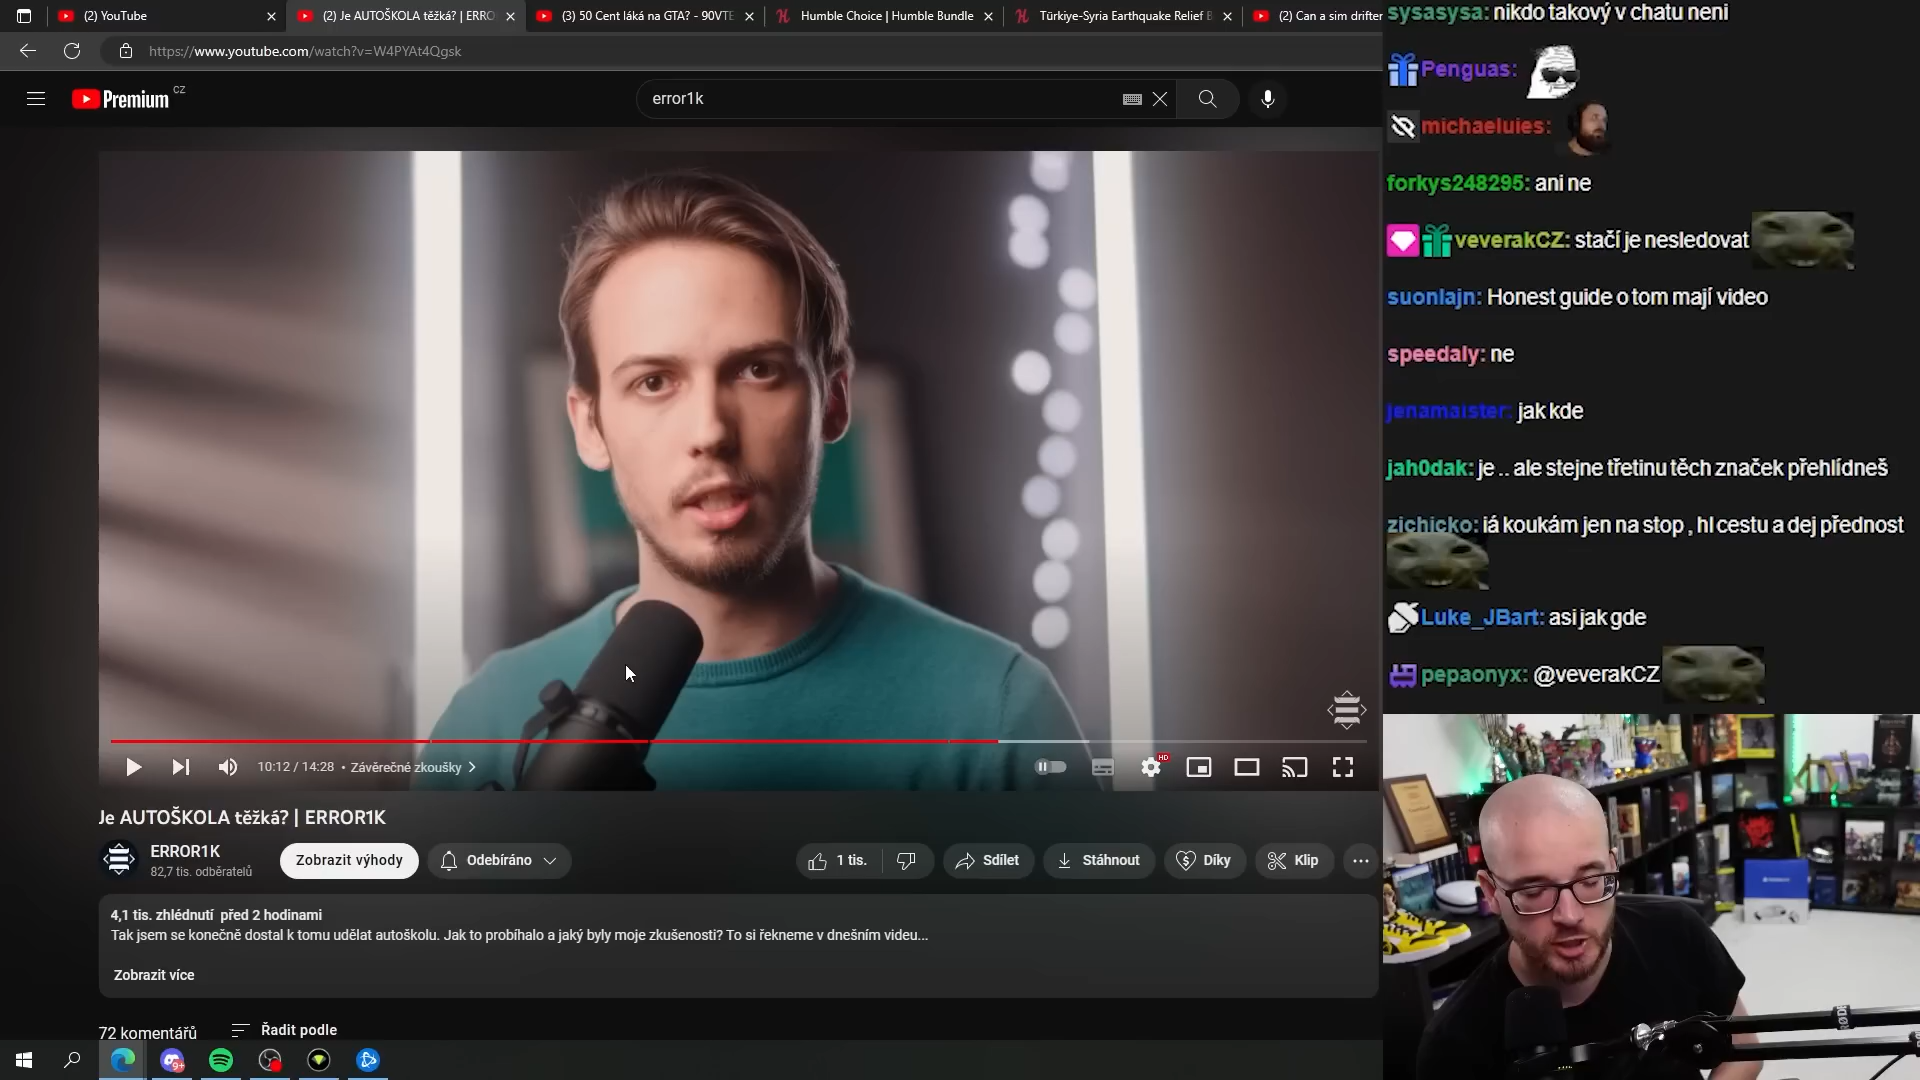 (2) YouTube
(2) Je AUTOŠKOLA těžká? | ERRO
(3) 50 Cent láká na GTA? - 90VTE
Humble Choice | Humble Bundle
Türkiye-Syria Earthquake Relief B
(2) Can a sim drifter
https://www.youtube.com/watch?v=W4PYAt4Qgsk
Premium CZ
error1k
sysasysa: nikdo takový v chatu neni
Penguas:
michaeluies:
forkys248295: ani ne
veverakCZ: stačí je nesledovat
suonlajn: Honest guide o tom mají video
speedaly: ne
jenamaister: jak kde
jah0dak: je .. ale stejne třetinu těch značek přehlídneš
zichicko: iá koukám jen na stop , hl cestu a dej přednost
Luke_JBart: asi jak gde
pepaonyx: @veverakCZ
10:12 / 14:28 • Závěrečné zkoušky
HD
Je AUTOŠKOLA těžká? | ERROR1K
ERROR1K
82,7 tis. odběratelů
Zobrazit výhody
Odebíráno
1 tis.
Sdílet
Stáhnout
Díky
Klip
4,1 tis. zhlédnutí před 2 hodinami
Tak jsem se konečně dostal k tomu udělat autoškolu. Jak to probíhalo a jaký byly moje zkušenosti? To si řekneme v dnešním videu...
Zobrazit více
72 komentářů
Řadit podle
9+